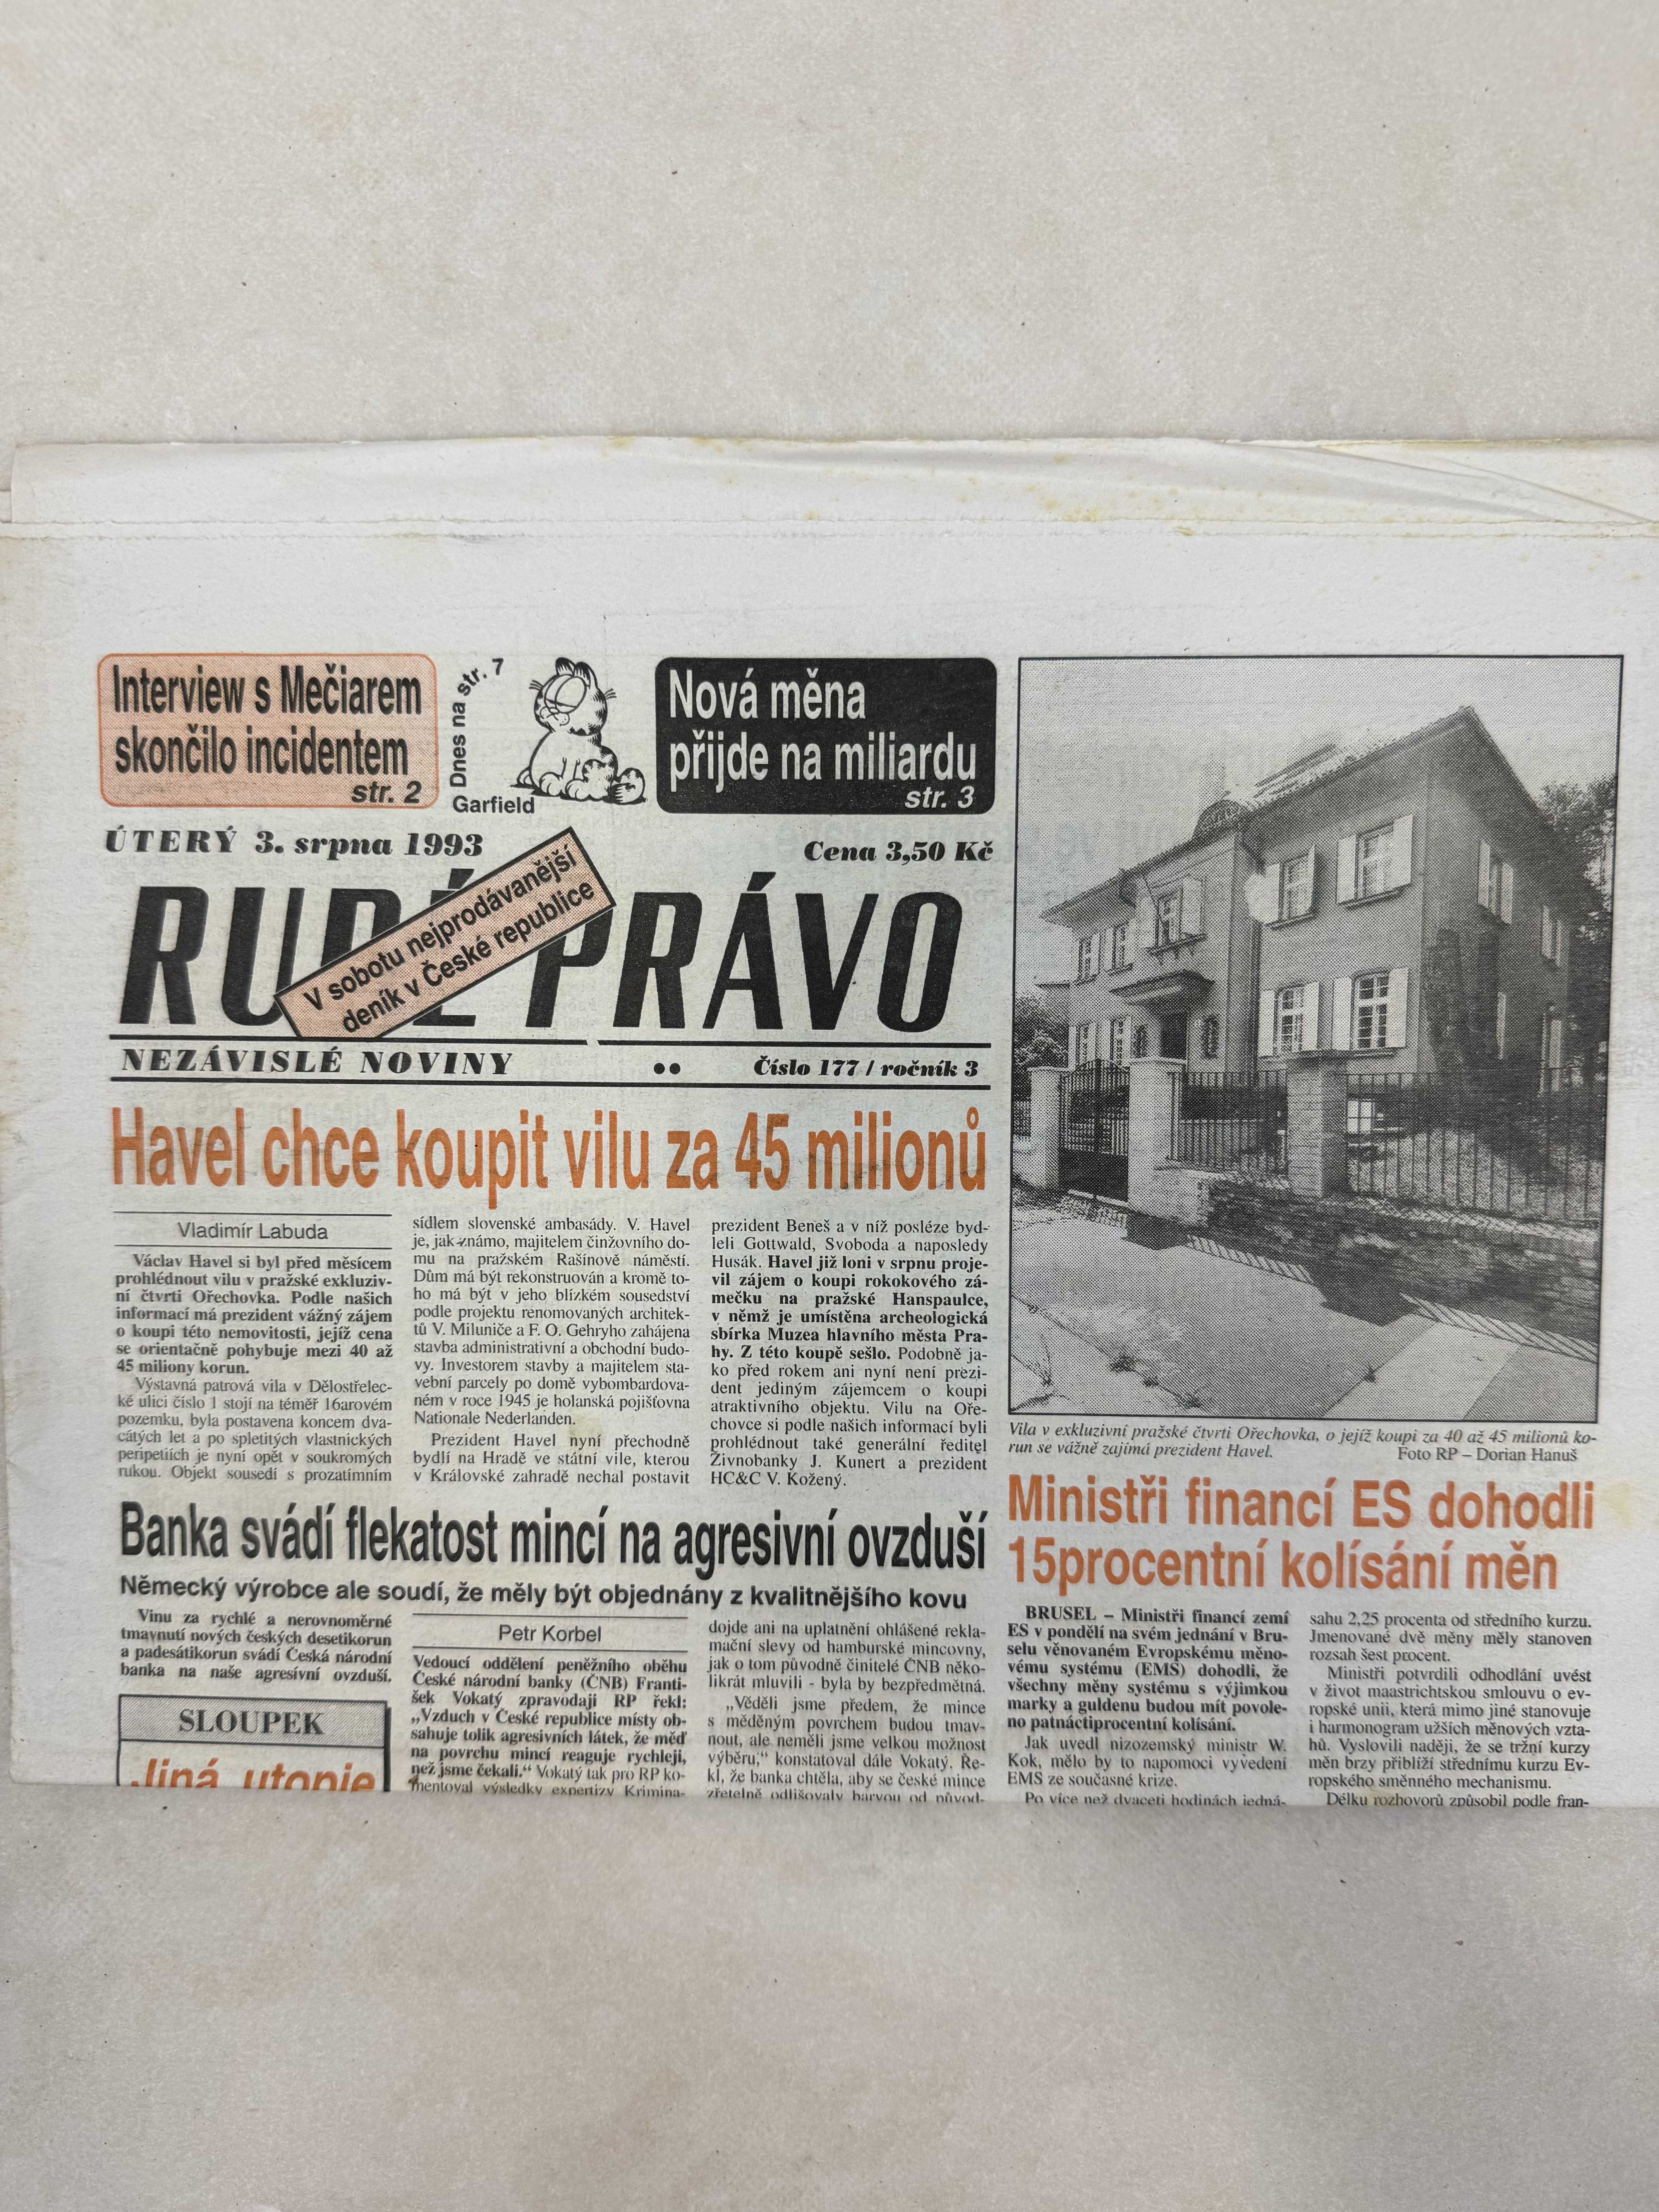 Interview s Mečiarem
skončilo incidentem
str. 2
Dnes na str. 7
Garfield
Nová měna
přijde na miliardu
str. 3
ÚTERÝ 3. srpna 1993
Cena 3,50 Kč
RUDÉ PRÁVO
V sobotu nejprodávanější
deník v České republice
NEZÁVISLÉ NOVINY
●●
Číslo 177 / ročník 3
Havel chce koupit vilu za 45 milionů
Vladimír Labuda
Václav Havel si byl před měsícem
prohlédnout vilu v pražské exkluziv-
ní čtvrti Ořechovka. Podle našich
informací má prezident vážný zájem
o koupi této nemovitosti, jejíž cena
se orientačně pohybuje mezi 40 až
45 miliony korun.
Výstavná patrová vila v Dělostřelec-
ké ulici číslo 1 stojí na téměř 16arovém
pozemku, byla postavena koncem dva-
cátých let a po spletitých vlastnických
peripetiích je nyní opět v soukromých
rukou. Objekt sousedí s prozatímním
sídlem slovenské ambasády. V. Havel
je, jak známo, majitelem činžovního do-
mu na pražském Rašínově náměstí.
Dům má být rekonstruován a kromě to-
ho má být v jeho blízkém sousedství
podle projektu renomovaných architek-
tů V. Miluniče a F. O. Gehryho zahájena
stavba administrativní a obchodní budo-
vy. Investorem stavby a majitelem sta-
vební parcely po domě vybombardova-
ném v roce 1945 je holanská pojišťovna
Nationale Nederlanden.
Prezident Havel nyní přechodně
bydlí na Hradě ve státní vile, kterou
v Královské zahradě nechal postavit
prezident Beneš a v níž posléze byd-
leli Gottwald, Svoboda a naposledy
Husák. Havel již loni v srpnu proje-
vil zájem o koupi rokokového zá-
mečku na pražské Hanspaulce,
v němž je umístěna archeologická
sbírka Muzea hlavního města Pra-
hy. Z této koupě sešlo. Podobně ja-
ko před rokem ani nyní není prezi-
dent jediným zájemcem o koupi
atraktivního objektu. Vilu na Oře-
chovce si podle našich informací byli
prohlédnout také generální ředitel
Živnobanky J. Kunert a prezident
HC&C V. Kožený.
Vila v exkluzivní pražské čtvrti Ořechovka, o jejíž koupi za 40 až 45 milionů ko-
run se vážně zajímá prezident Havel.
Foto RP – Dorian Hanuš
Banka svádí flekatost mincí na agresivní ovzduší
Německý výrobce ale soudí, že měly být objednány z kvalitnějšího kovu
Vinu za rychlé a nerovnoměrné
tmavnutí nových českých desetikorun
a padesátikorun svádí Česká národní
banka na naše agresívní ovzduší.
SLOUPEK
Jiná utopie
Petr Korbel
Vedoucí oddělení peněžního oběhu
České národní banky (ČNB) Franti-
šek Vokatý zpravodaji RP řekl:
„Vzduch v České republice místy ob-
sahuje tolik agresivních látek, že měď
na povrchu mincí reaguje rychleji,
než jsme čekali.“ Vokatý tak pro RP ko-
mentoval výsledky expertizy Krimina-
dojde ani na uplatnění ohlášené rekla-
mační slevy od hamburské mincovny,
jak o tom původně činitelé ČNB něko-
likrát mluvili - byla by bezpředmětná.
„Věděli jsme předem, že mince
s měděným povrchem budou tmav-
nout, ale neměli jsme velkou možnost
výběru,“ konstatoval dále Vokatý. Ře-
kl, že banka chtěla, aby se české mince
zřetelně odlišovaly barvou od původ-
Ministři financí ES dohodli
15procentní kolísání měn
BRUSEL – Ministři financí zemí
ES v pondělí na svém jednání v Bru-
selu věnovaném Evropskému měno-
vému systému (EMS) dohodli, že
všechny měny systému s výjimkou
marky a guldenu budou mít povole-
no patnáctiprocentní kolísání.
Jak uvedl nizozemský ministr W.
Kok, mělo by to napomoci vyvedení
EMS ze současné krize.
Po více než dvaceti hodinách jedná-
sahu 2,25 procenta od středního kurzu.
Jmenované dvě měny měly stanoven
rozsah šest procent.
Ministři potvrdili odhodlání uvést
v život maastrichtskou smlouvu o ev-
ropské unii, která mimo jiné stanovuje
i harmonogram užších měnových vzta-
hů. Vyslovili naději, že se tržní kurzy
měn brzy přiblíží střednímu kurzu Ev-
ropského směnného mechanismu.
Délku rozhovorů způsobil podle fran-